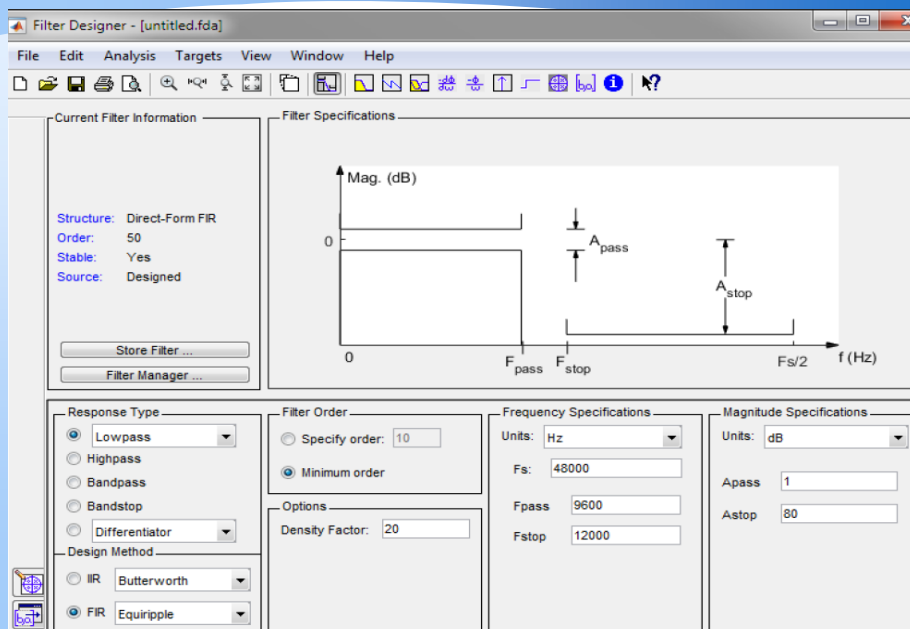 Filter Designer - [untitled.fda]
File Edit Analysis Targets View Window Help
Current Filter Information
Structure: Direct-Form FIR
Order: 50
Stable: Yes
Source: Designed
Store Filter ...
Filter Manager ...
Filter Specifications
Mag. (dB)
0
A pass
A stop
0
F pass
F stop
Fs/2
f (Hz)
Response Type
Lowpass
Highpass
Bandpass
Bandstop
Differentiator
Design Method
IIR Butterworth
FIR Equiripple
Filter Order
Specify order: 10
Minimum order
Options
Density Factor: 20
Frequency Specifications
Units: Hz
Fs: 48000
Fpass 9600
Fstop 12000
Magnitude Specifications
Units: dB
Apass 1
Astop 80